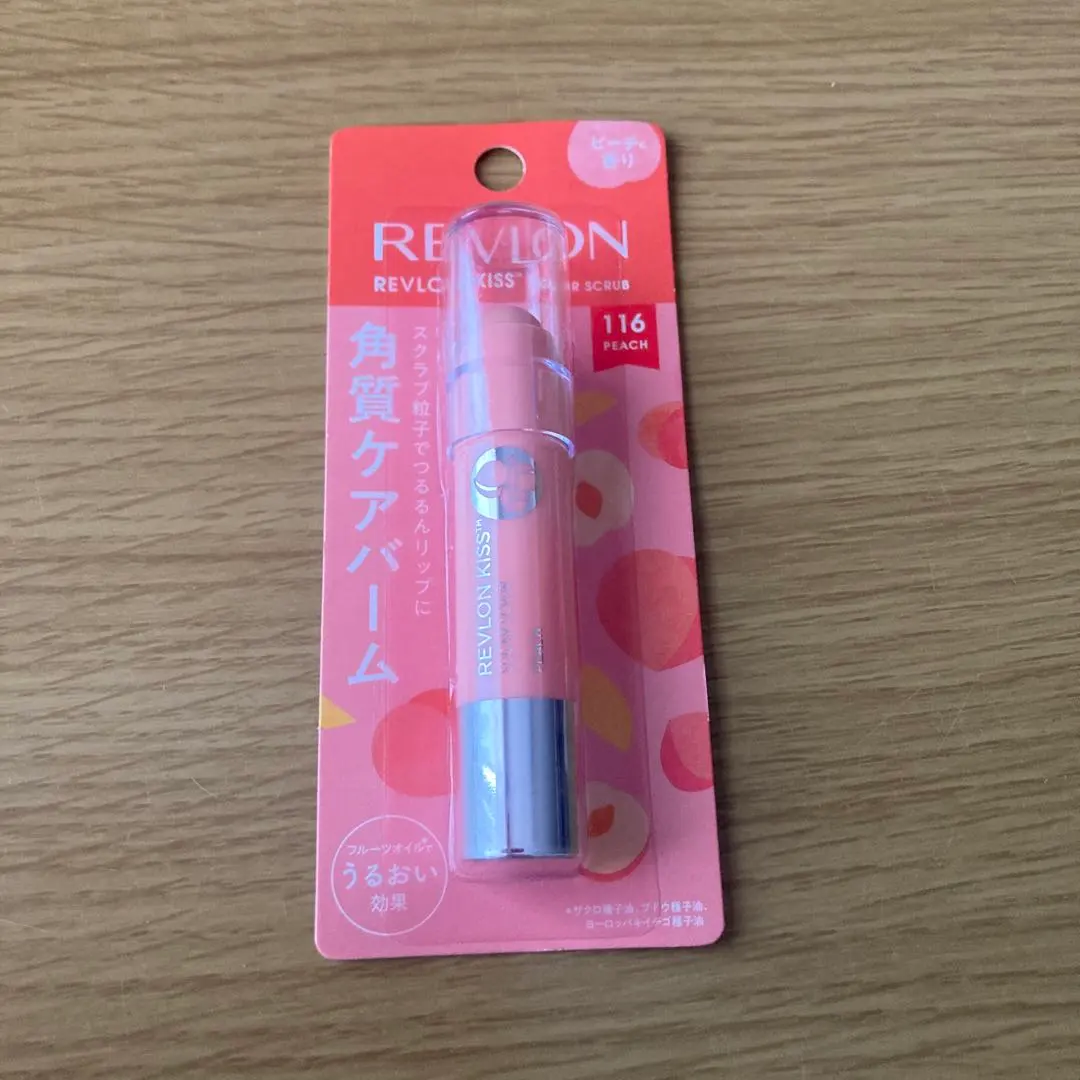 ピーチの
香り
REVLON
REVLON KISS™ SUGAR SCRUB
116
PEACH
角質ケアバーム
スクラブ粒子でつるるんリップに
REVLON KISS™
フルーツオイル*で
うるおい
効果
*ザクロ種子油、ブドウ種子油、
ヨーロッパキイチゴ種子油